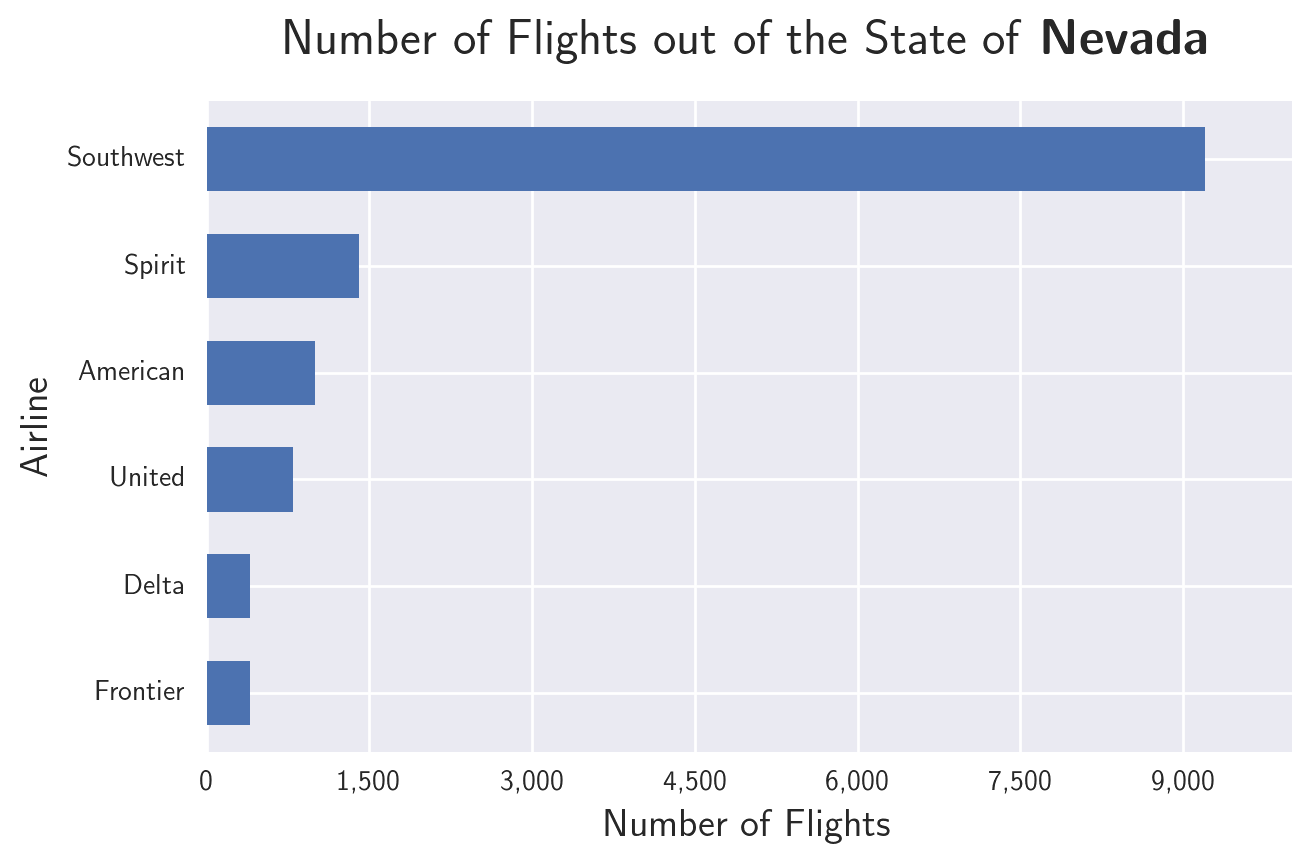 Number of Flights out of the State of Nevada
Southwest
Spirit
American
United
Delta
Frontier
Airline
0 1,500 3,000 4,500 6,000 7,500 9,000
Number of Flights